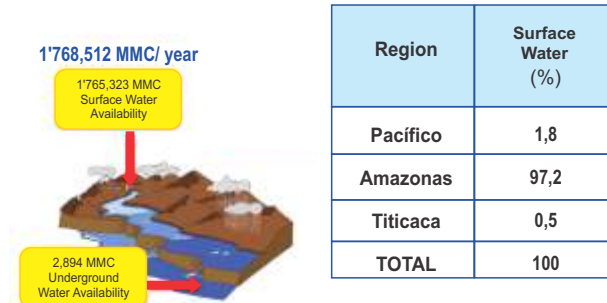 1'768,512 MMC/ year
1'765,323 MMC
Surface Water
Availability
2,894 MMC
Underground
Water Availability
Region
Surface
Water
(%)
Pacífico
1,8
Amazonas
97,2
Titicaca
0,5
TOTAL
100